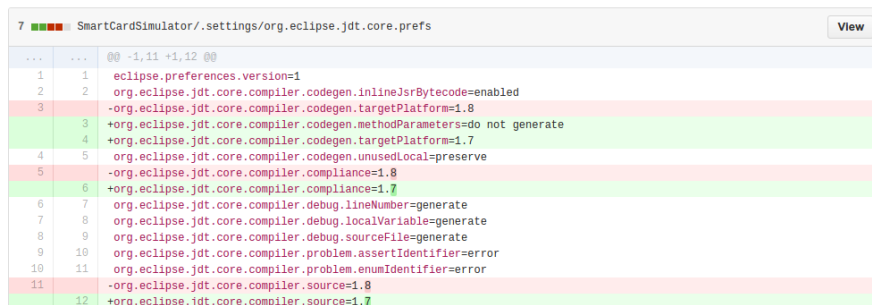 7 SmartCardSimulator/.settings/org.eclipse.jdt.core.prefs View
... ... @@ -1,11 +1,12 @@
1 1 eclipse.preferences.version=1
2 2 org.eclipse.jdt.core.compiler.codegen.inlineJsrBytecode=enabled
3 -org.eclipse.jdt.core.compiler.codegen.targetPlatform=1.8
3 +org.eclipse.jdt.core.compiler.codegen.methodParameters=do not generate
4 +org.eclipse.jdt.core.compiler.codegen.targetPlatform=1.7
4 5 org.eclipse.jdt.core.compiler.codegen.unusedLocal=preserve
5 -org.eclipse.jdt.core.compiler.compliance=1.8
6 +org.eclipse.jdt.core.compiler.compliance=1.7
6 7 org.eclipse.jdt.core.compiler.debug.lineNumber=generate
7 8 org.eclipse.jdt.core.compiler.debug.localVariable=generate
8 9 org.eclipse.jdt.core.compiler.debug.sourceFile=generate
9 10 org.eclipse.jdt.core.compiler.problem.assertIdentifier=error
10 11 org.eclipse.jdt.core.compiler.problem.enumIdentifier=error
11 -org.eclipse.jdt.core.compiler.source=1.8
12 +org.eclipse.jdt.core.compiler.source=1.7